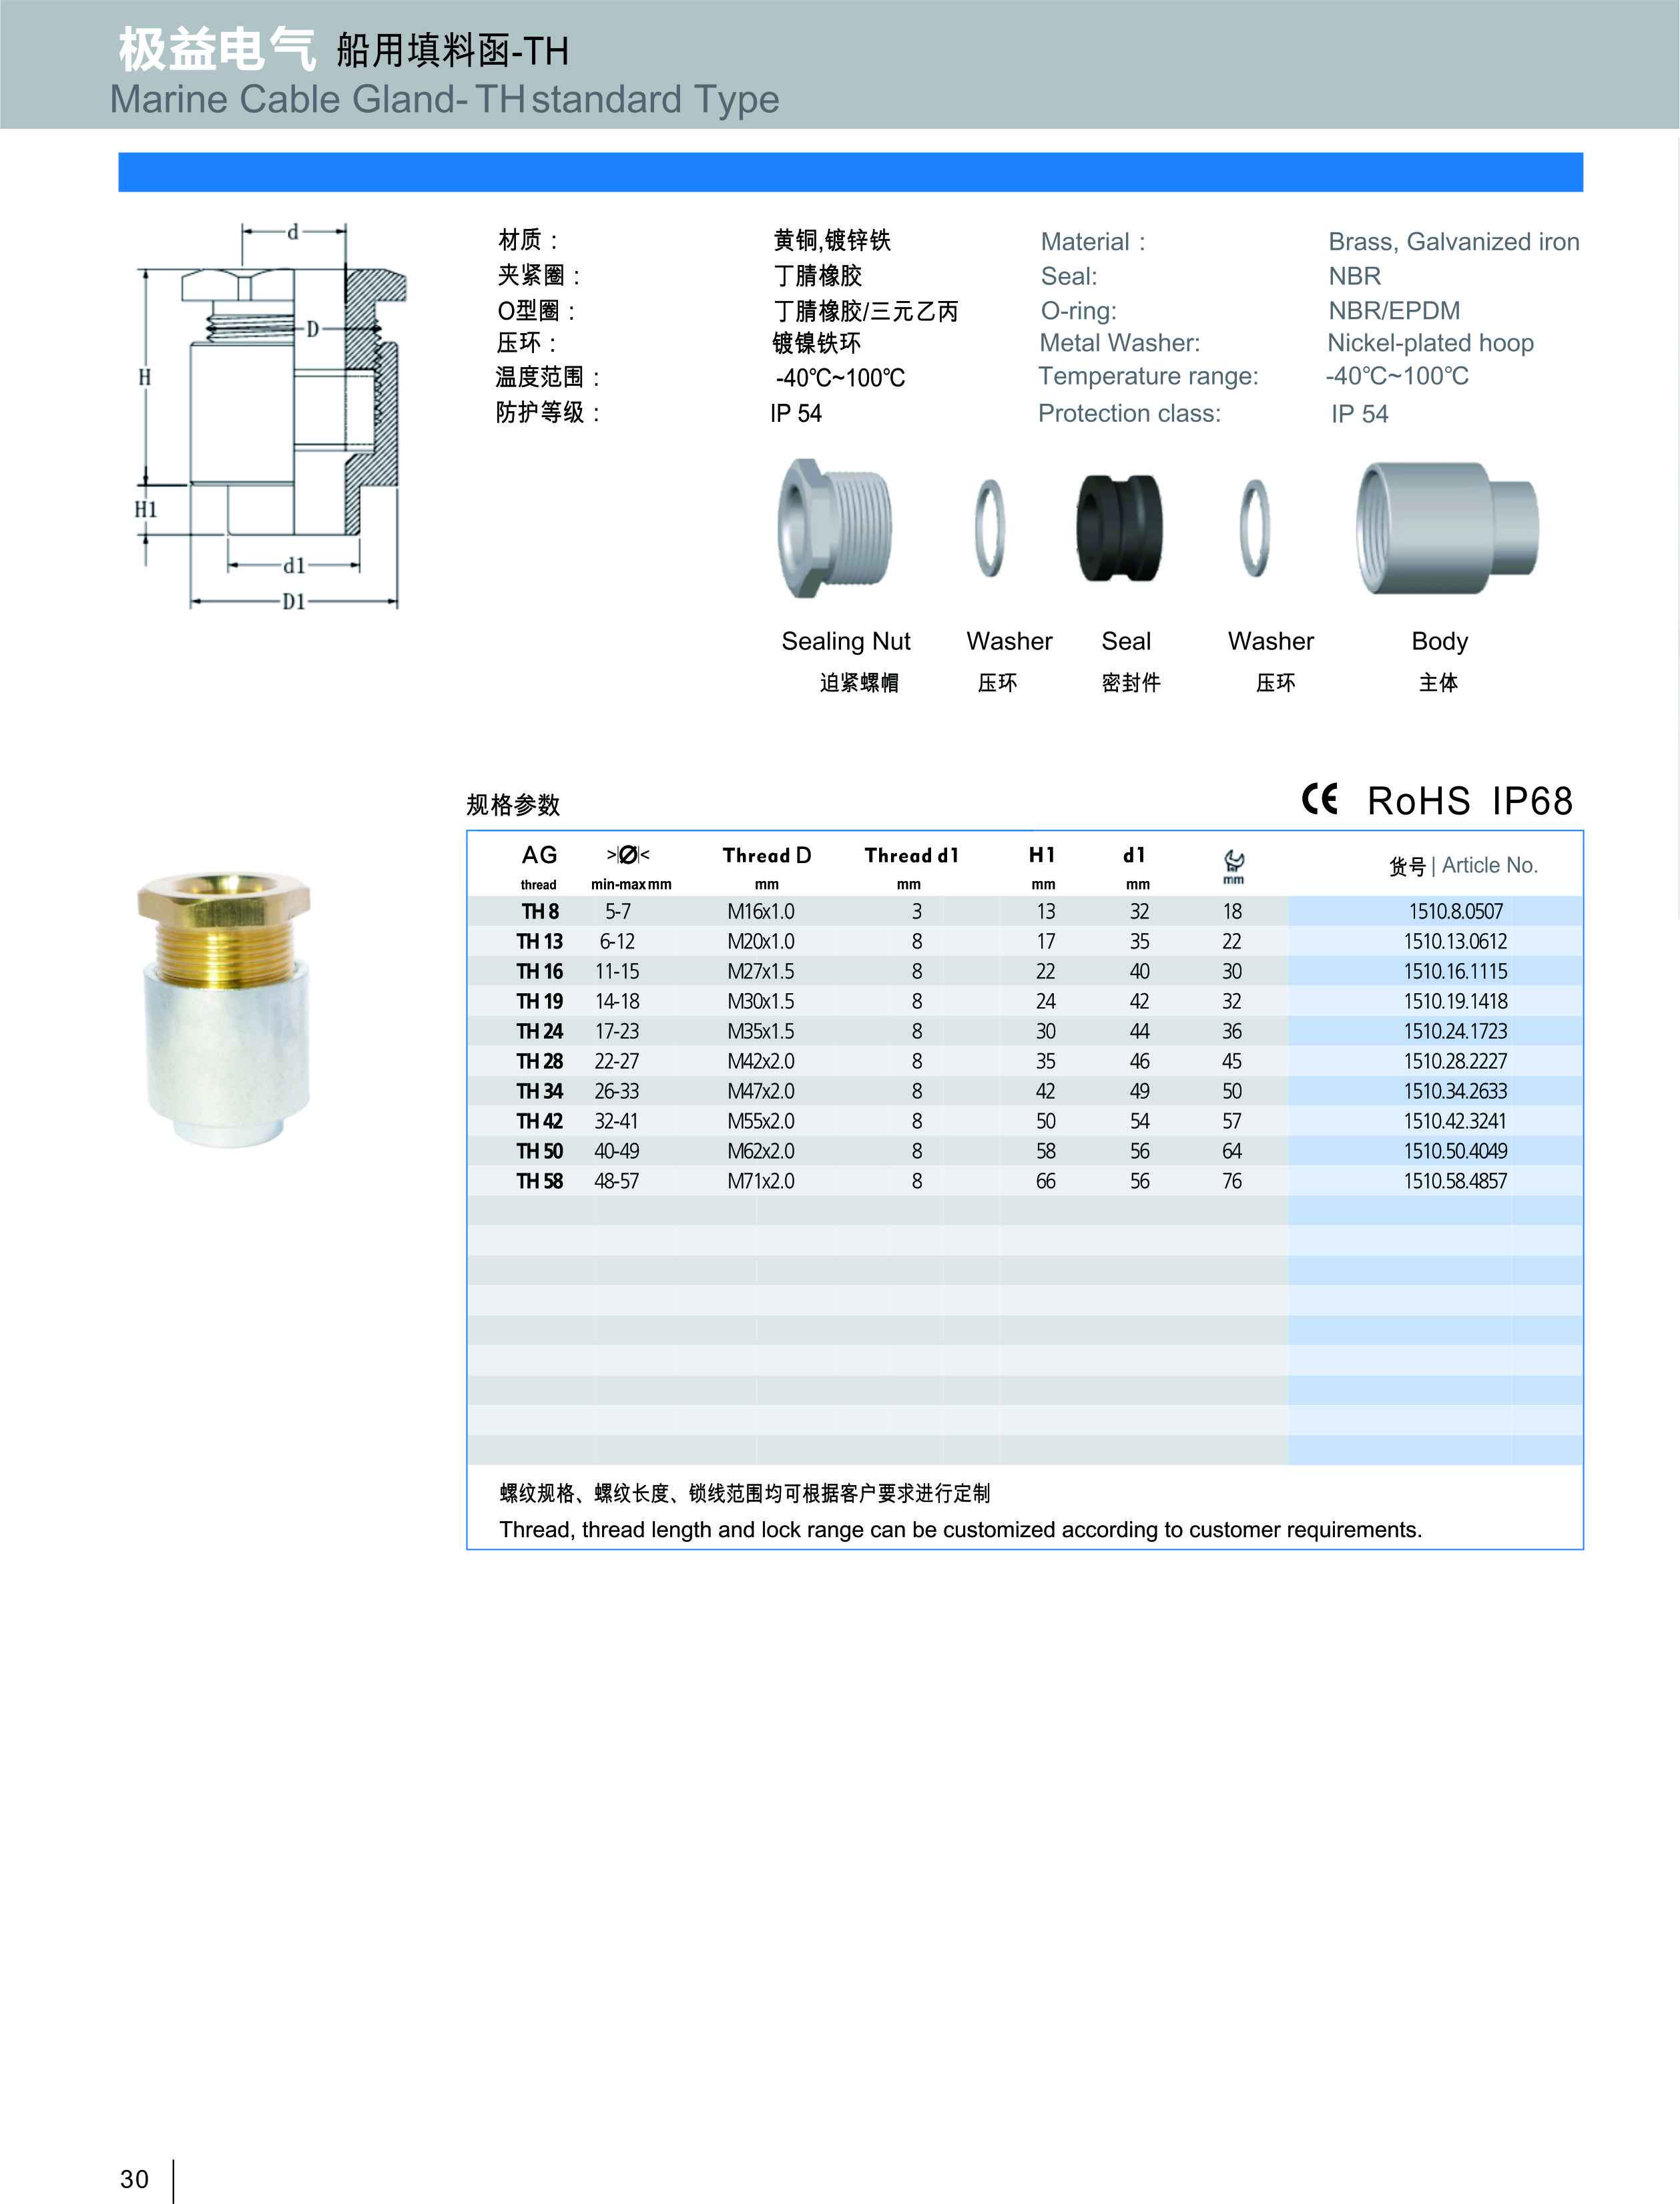 极益电气 船用填料函-TH
Marine Cable Gland- TH standard Type
d
D
H
H1
d1
D1
材质： 黄铜,镀锌铁 Material： Brass, Galvanized iron
夹紧圈： 丁腈橡胶 Seal: NBR
O型圈： 丁腈橡胶/三元乙丙 O-ring: NBR/EPDM
压环： 镀镍铁环 Metal Washer: Nickel-plated hoop
温度范围： -40℃~100℃ Temperature range: -40℃~100℃
防护等级： IP 54 Protection class: IP 54
Sealing Nut Washer Seal Washer Body
迫紧螺帽 压环 密封件 压环 主体
规格参数 CE RoHS IP68
AG >|Ø|< Thread D Thread d1 H1 d1 货号 | Article No.
thread min-max mm mm mm mm mm mm
TH 8 5-7 M16x1.0 3 13 32 18 1510.8.0507
TH 13 6-12 M20x1.0 8 17 35 22 1510.13.0612
TH 16 11-15 M27x1.5 8 22 40 30 1510.16.1115
TH 19 14-18 M30x1.5 8 24 42 32 1510.19.1418
TH 24 17-23 M35x1.5 8 30 44 36 1510.24.1723
TH 28 22-27 M42x2.0 8 35 46 45 1510.28.2227
TH 34 26-33 M47x2.0 8 42 49 50 1510.34.2633
TH 42 32-41 M55x2.0 8 50 54 57 1510.42.3241
TH 50 40-49 M62x2.0 8 58 56 64 1510.50.4049
TH 58 48-57 M71x2.0 8 66 56 76 1510.58.4857
螺纹规格、螺纹长度、锁线范围均可根据客户要求进行定制
Thread, thread length and lock range can be customized according to customer requirements.
30